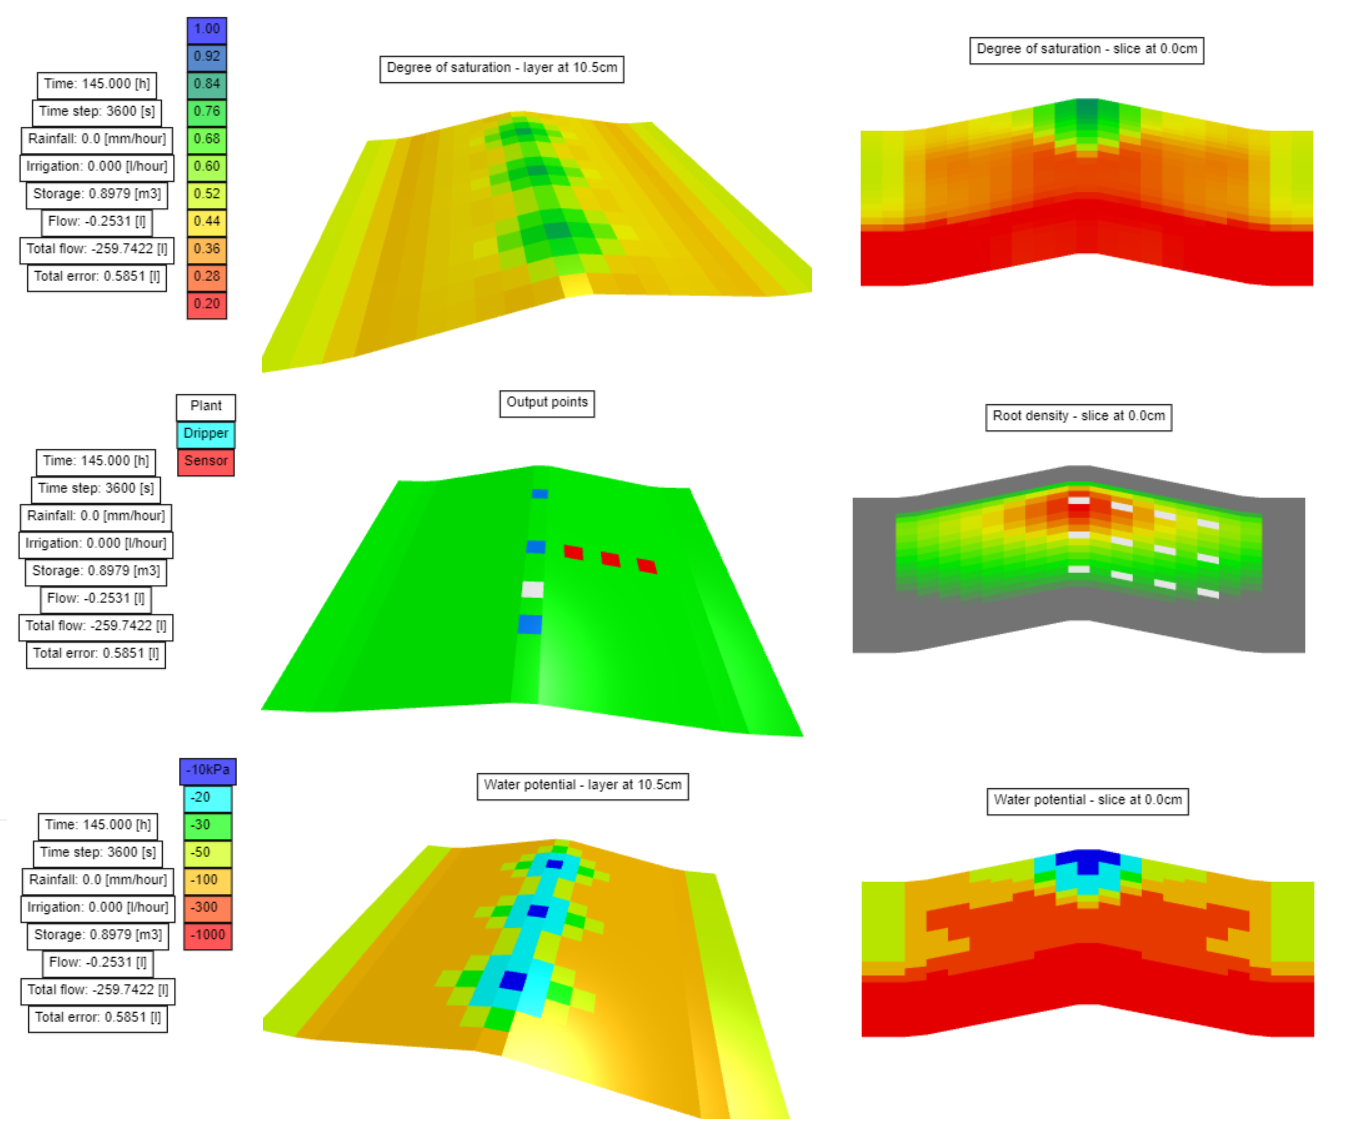 1.00
0.92
0.84
0.76
0.68
0.60
0.52
0.44
0.36
0.28
0.20
Time: 145.000 [h]
Time step: 3600 [s]
Rainfall: 0.0 [mm/hour]
Irrigation: 0.000 [l/hour]
Storage: 0.8979 [m3]
Flow: -0.2531 [l]
Total flow: -259.7422 [l]
Total error: 0.5851 [l]
Degree of saturation - layer at 10.5cm
Degree of saturation - slice at 0.0cm
Plant
Dripper
Sensor
Time: 145.000 [h]
Time step: 3600 [s]
Rainfall: 0.0 [mm/hour]
Irrigation: 0.000 [l/hour]
Storage: 0.8979 [m3]
Flow: -0.2531 [l]
Total flow: -259.7422 [l]
Total error: 0.5851 [l]
Output points
Root density - slice at 0.0cm
-10kPa
-20
-30
-50
-100
-300
-1000
Time: 145.000 [h]
Time step: 3600 [s]
Rainfall: 0.0 [mm/hour]
Irrigation: 0.000 [l/hour]
Storage: 0.8979 [m3]
Flow: -0.2531 [l]
Total flow: -259.7422 [l]
Total error: 0.5851 [l]
Water potential - layer at 10.5cm
Water potential - slice at 0.0cm